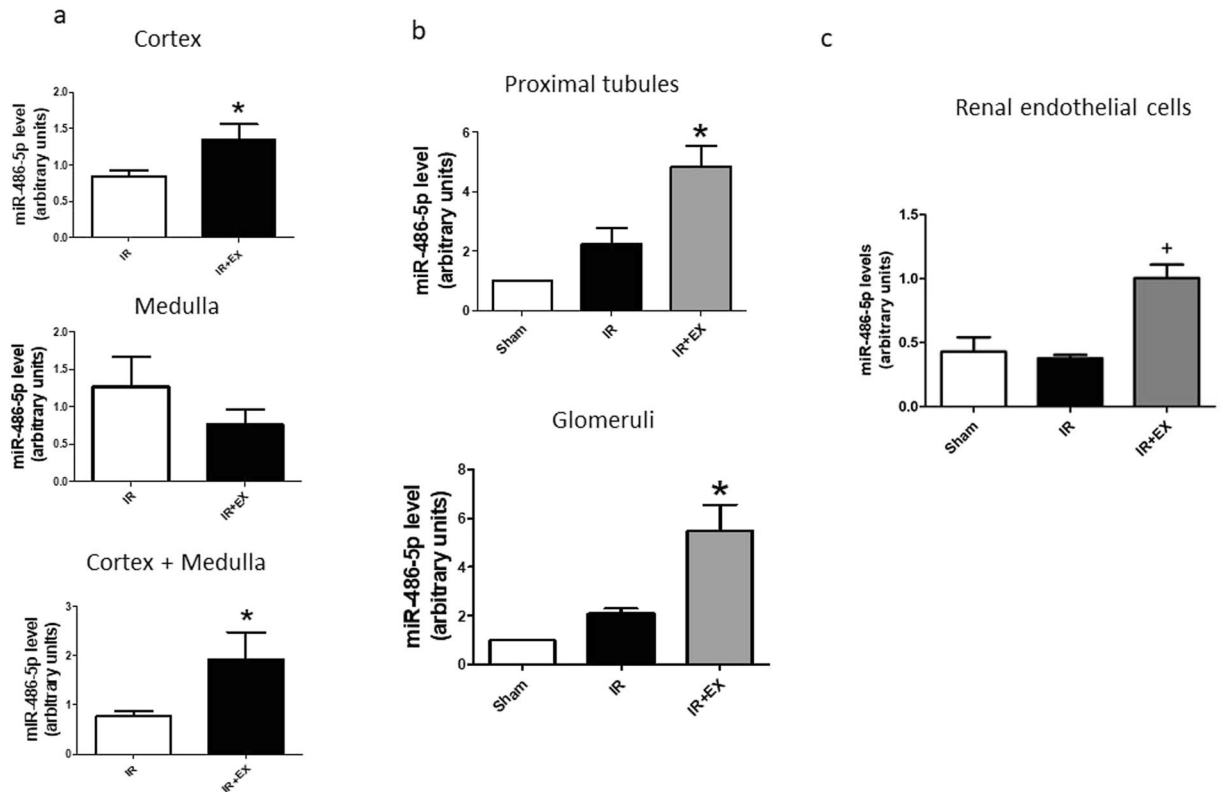 a
Cortex
miR-486-5p level
(arbitrary units)
2.0
1.5
1.0
0.5
0.0
*
IR
IR+EX
Medulla
miR-486-5p level
(arbitrary units)
2.0
1.5
1.0
0.5
0.0
IR
IR+EX
Cortex + Medulla
miR-486-5p level
(arbitrary units)
3
2
1
0
*
IR
IR+EX
b
Proximal tubules
miR-486-5p level
(arbitrary units)
6
4
2
0
*
Sham
IR
IR+EX
Glomeruli
miR-486-5p level
(arbitrary units)
8
6
4
2
0
*
Sham
IR
IR+EX
c
Renal endothelial cells
miR-486-5p levels
(arbitrary units)
1.5
1.0
0.5
0.0
+
Sham
IR
IR+EX